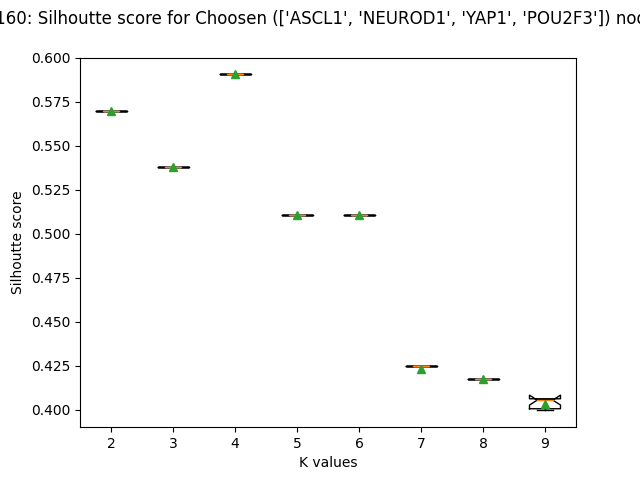 160: Silhoutte score for Choosen (['ASCL1', 'NEUROD1', 'YAP1', 'POU2F3'])
0.600
0.575
0.550
0.525
0.500
0.475
0.450
0.425
0.400
Silhoutte score
2 3 4 5 6 7 8 9
K values